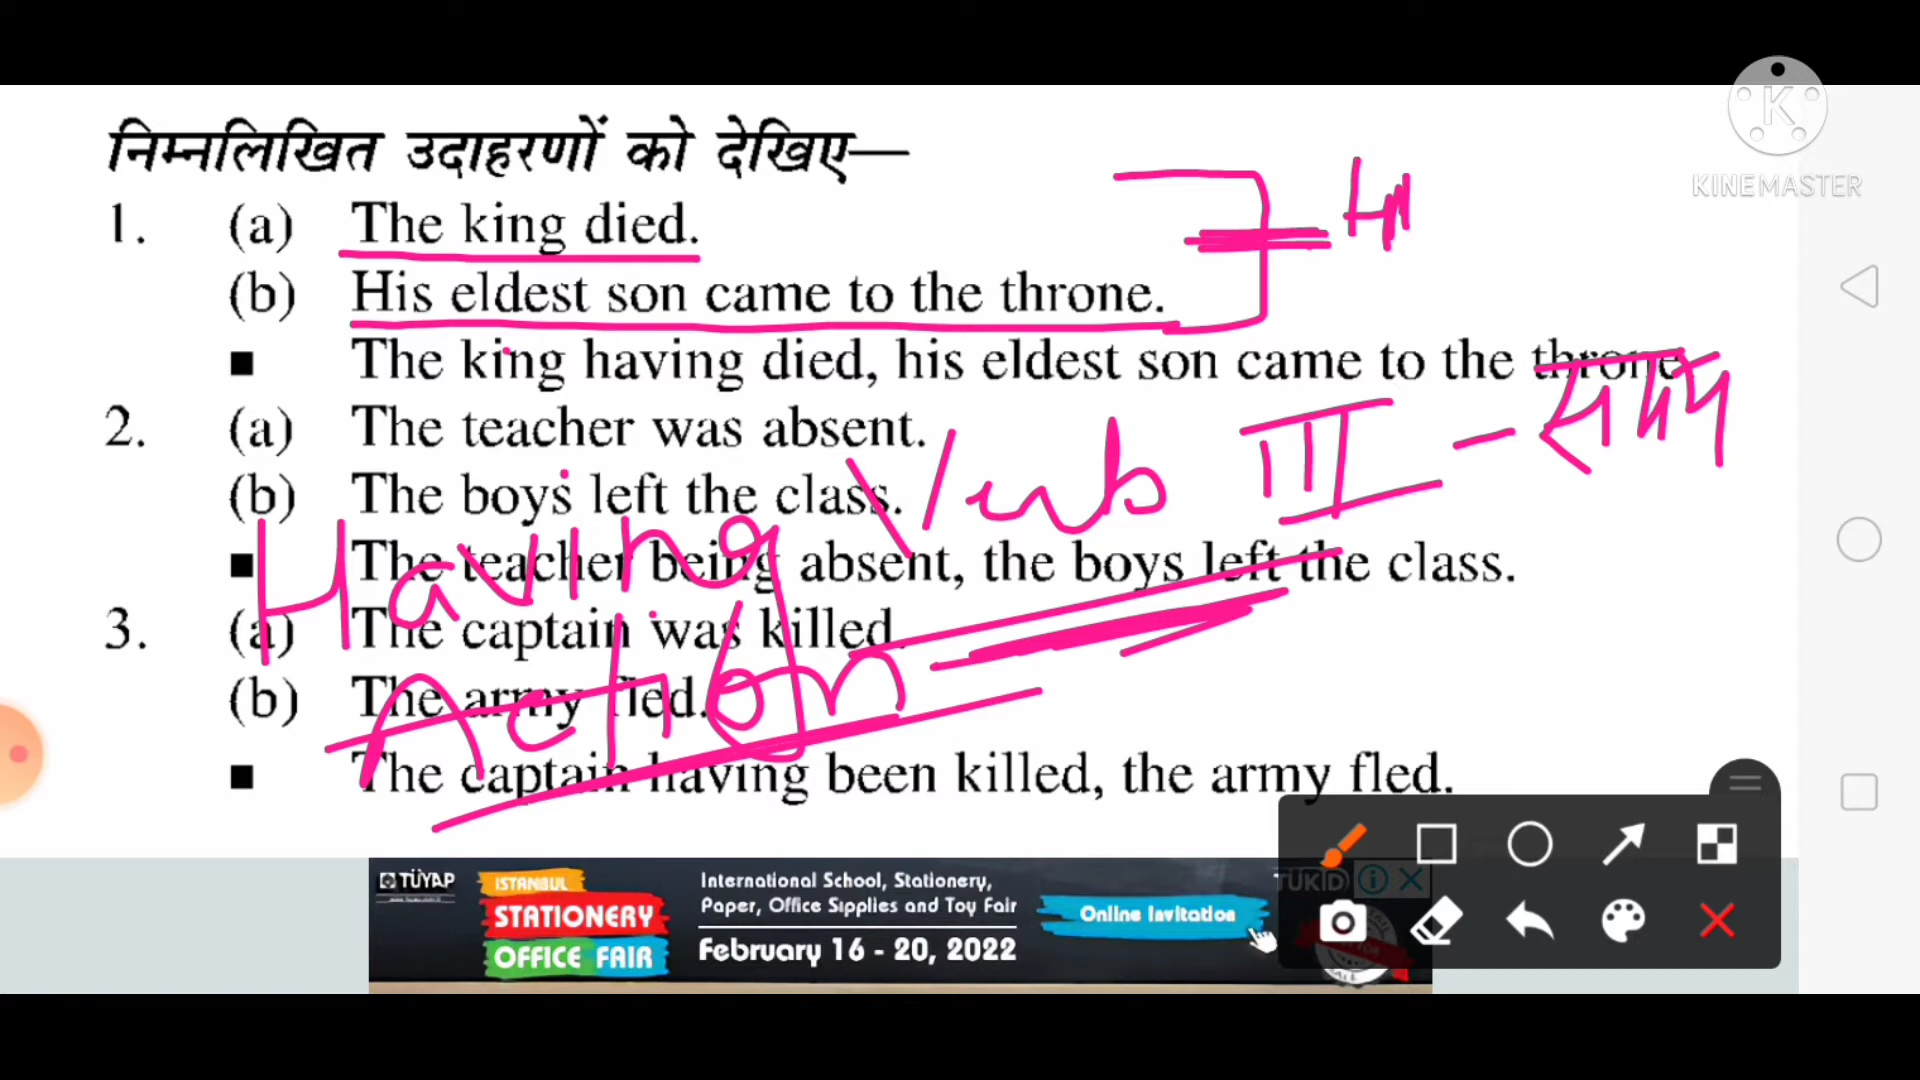 निम्नलिखित उदाहरणों को देखिए—
1. (a) The king died.
(b) His eldest son came to the throne.
■ The king having died, his eldest son came to the throne.
2. (a) The teacher was absent.
(b) The boys left the class.
■ The teacher being absent, the boys left the class.
3. (a) The captain was killed.
(b) The army fled.
■ The captain having been killed, the army fled.
Having Verb III -
Action
K
KINEMASTER
TÜYAP
ISTANBUL
STATIONERY
OFFICE FAIR
International School, Stationery,
Paper, Office Supplies and Toy Fair
February 16 - 20, 2022
Online Invitation
TÜKİD